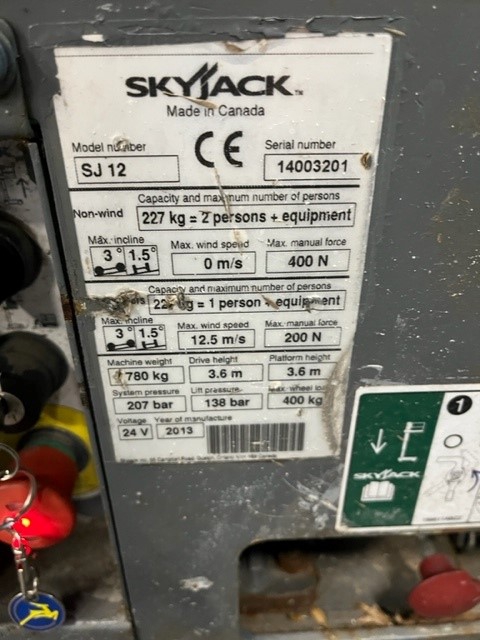 SKYJACK
Made in Canada
CE
Model number
Serial number
SJ 12
14003201
Capacity and maximum number of persons
Non-wind
227 kg = 2 persons + equipment
Max. incline
Max. wind speed
Max. manual force
3° 1.5°
0 m/s
400 N
Capacity and maximum number of persons
kg = 1 person + equipment
Max. incline
Max. wind speed
Max. manual force
3° 1.5°
12.5 m/s
200 N
Machine weight
Drive height
Platform height
780 kg
3.6 m
3.6 m
System pressure
Lift pressure
Max. wheel load
207 bar
138 bar
400 kg
Voltage
Year of manufacture
24 V
2013
1
SKYJACK